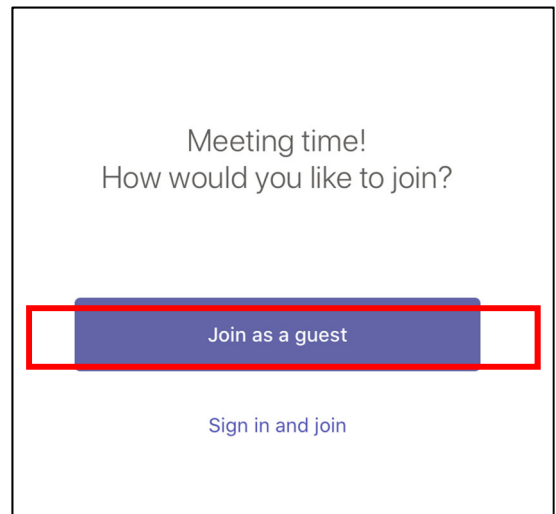 Meeting time!
How would you like to join?
Join as a guest
Sign in and join